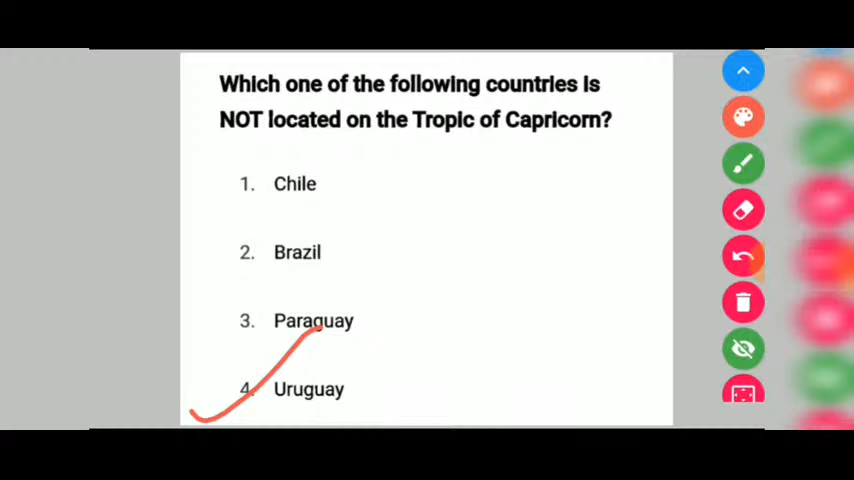 Which one of the following countries is
NOT located on the Tropic of Capricorn?
1. Chile
2. Brazil
3. Paraguay
4. Uruguay